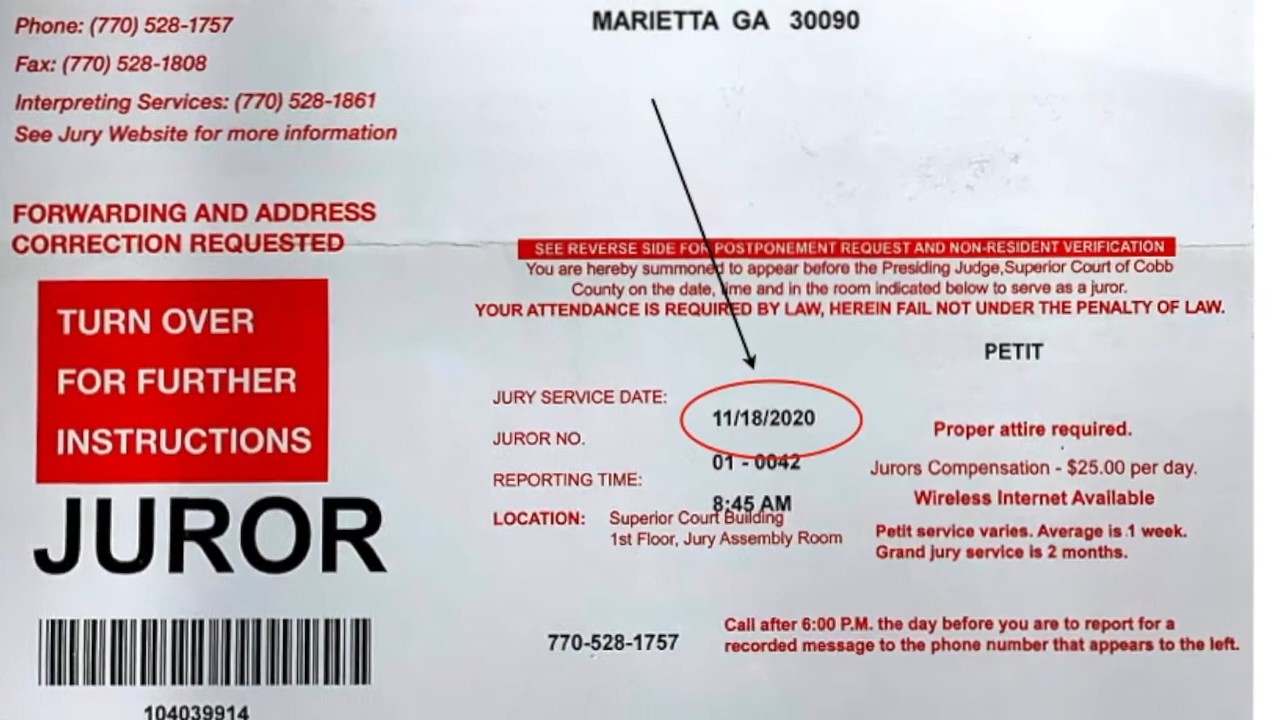 Phone: (770) 528-1757
Fax: (770) 528-1808
Interpreting Services: (770) 528-1861
See Jury Website for more information
MARIETTA GA 30090
FORWARDING AND ADDRESS
CORRECTION REQUESTED
TURN OVER
FOR FURTHER
INSTRUCTIONS
JUROR
104039914
SEE REVERSE SIDE FOR POSTPONEMENT REQUEST AND NON-RESIDENT VERIFICATION
You are hereby summoned to appear before the Presiding Judge,Superior Court of Cobb
County on the date, time and in the room indicated below to serve as a juror.
YOUR ATTENDANCE IS REQUIRED BY LAW, HEREIN FAIL NOT UNDER THE PENALTY OF LAW.
PETIT
JURY SERVICE DATE:
11/18/2020
JUROR NO.
01 - 0042
REPORTING TIME:
8:45 AM
LOCATION: Superior Court Building
1st Floor, Jury Assembly Room
Proper attire required.
Jurors Compensation - $25.00 per day.
Wireless Internet Available
Petit service varies. Average is 1 week.
Grand jury service is 2 months.
770-528-1757
Call after 6:00 P.M. the day before you are to report for a
recorded message to the phone number that appears to the left.